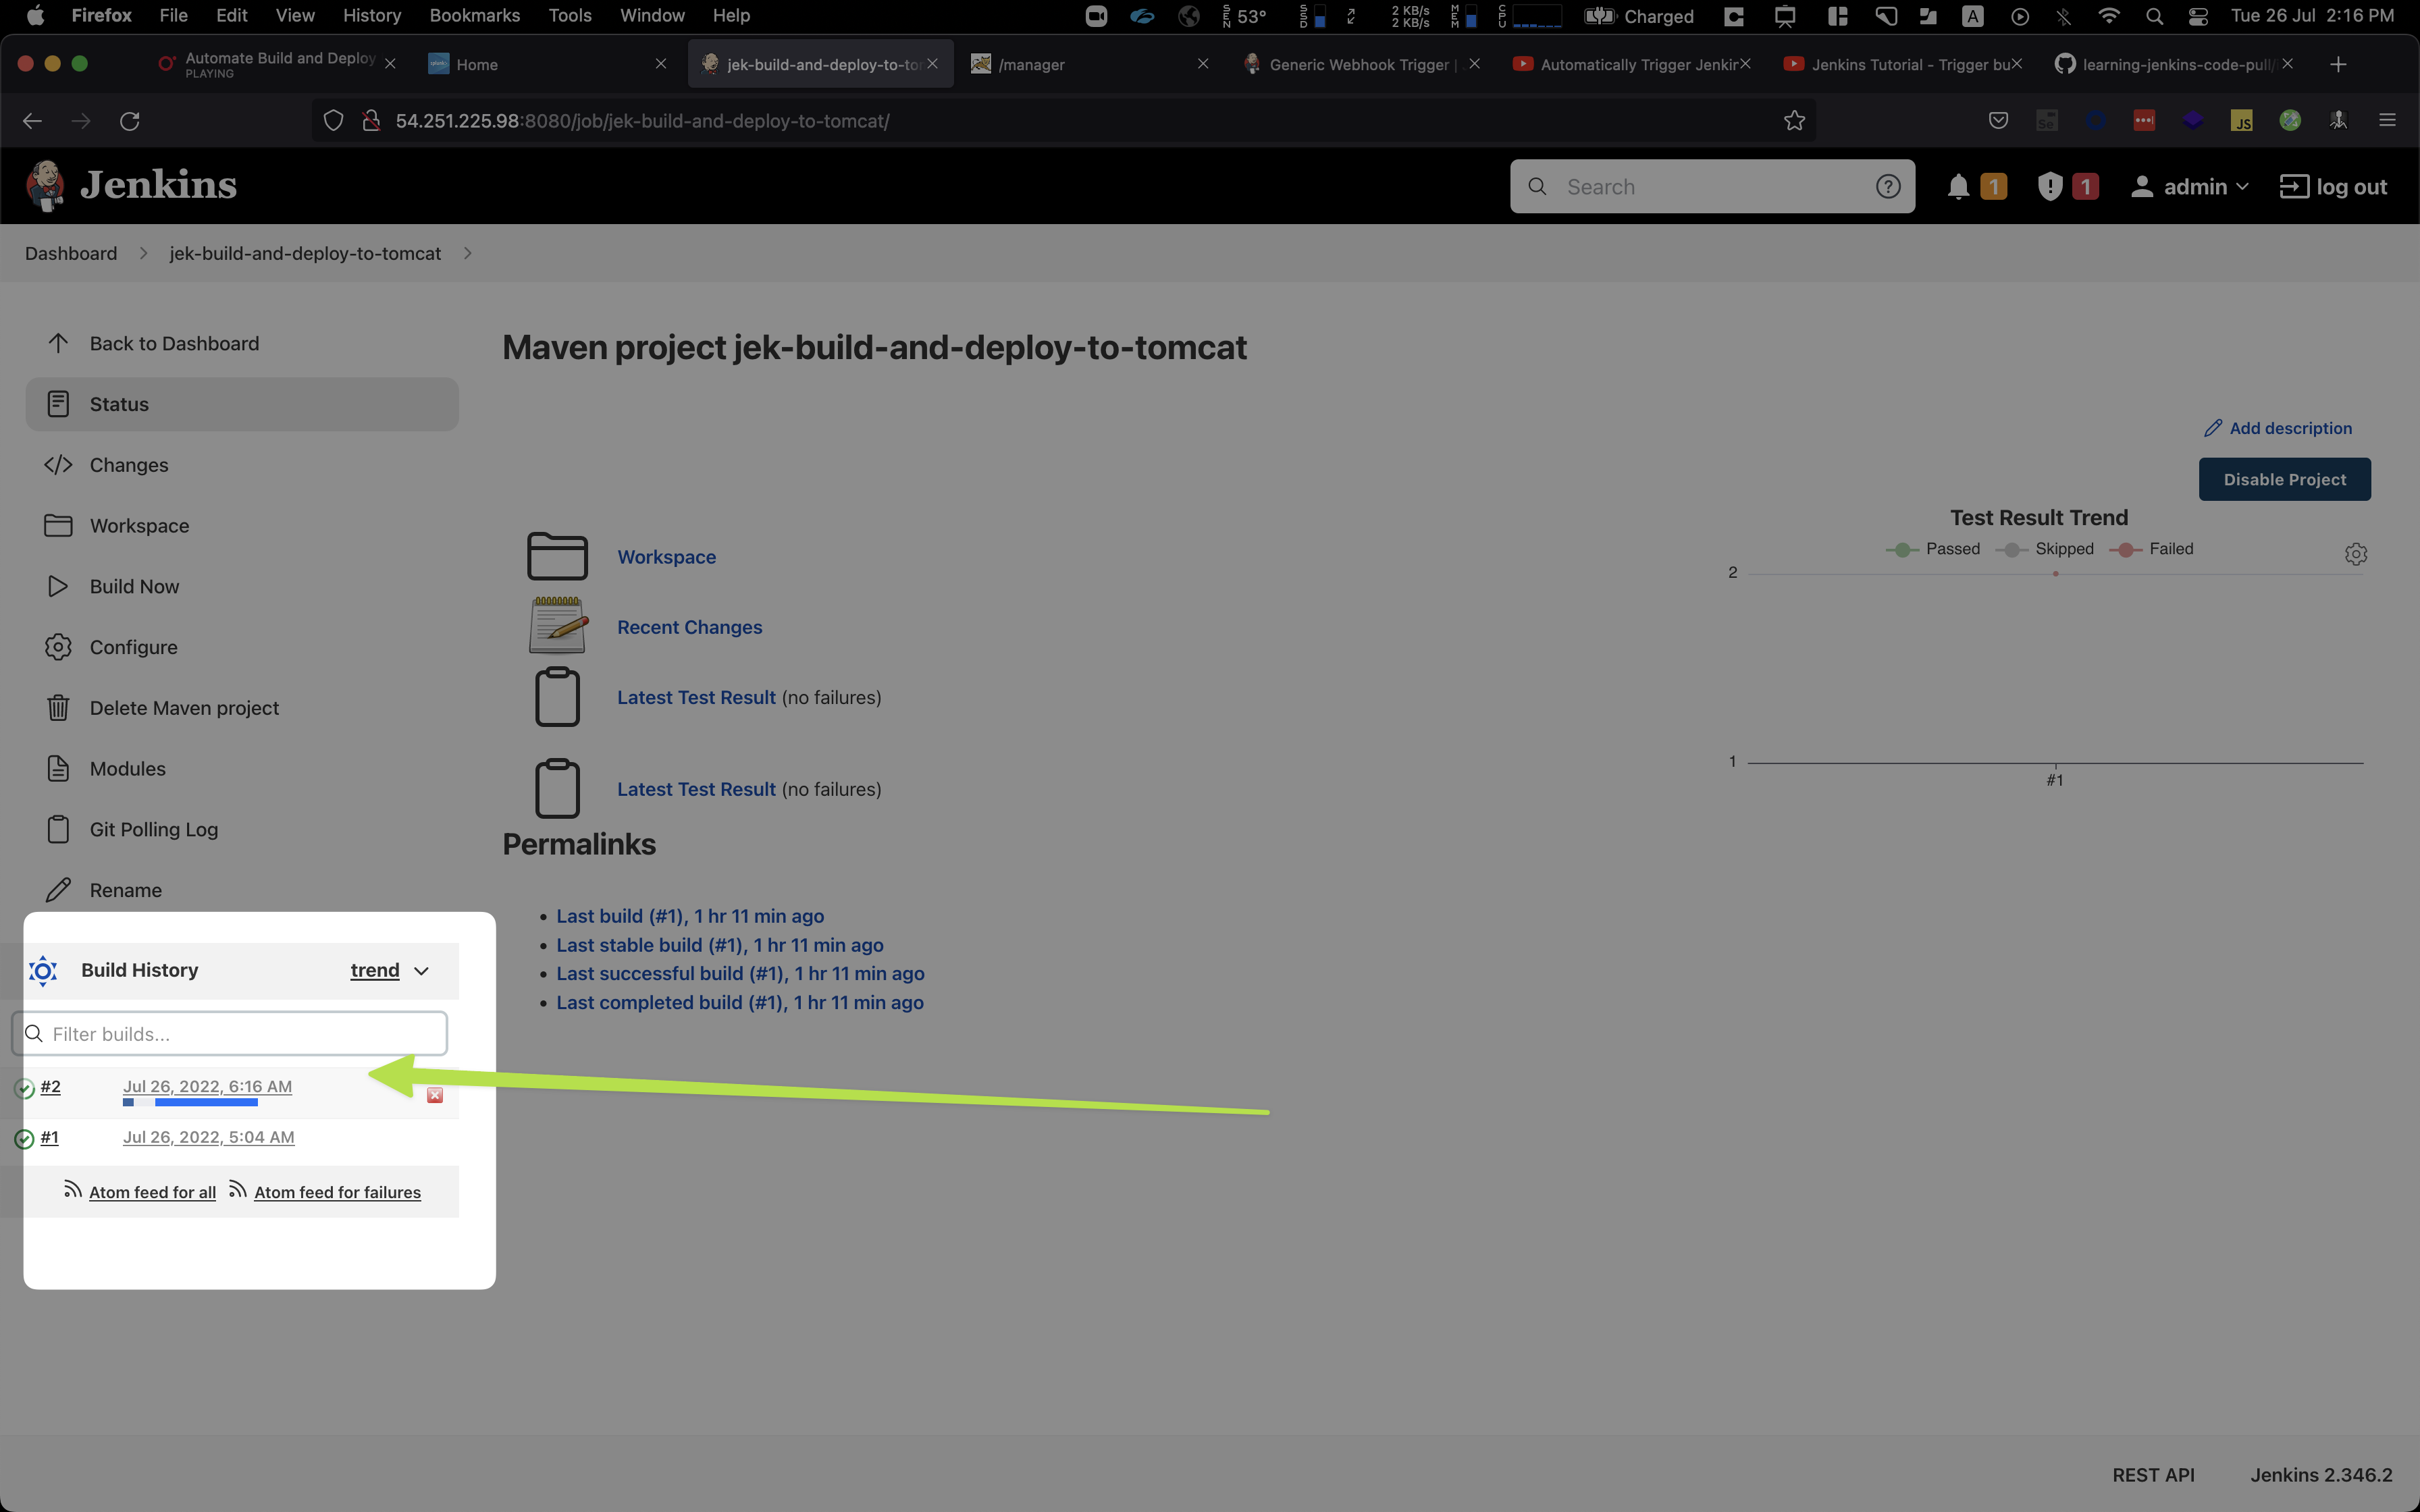 Firefox File Edit View History Bookmarks Tools Window Help
SEN 53° SSD 2 KB/s 2 KB/s MEM CPU Charged A Tue 26 Jul 2:16 PM
Automate Build and Deploy
PLAYING
Home
jek-build-and-deploy-to-tor
/manager
Generic Webhook Trigger |
Automatically Trigger Jenkir
Jenkins Tutorial - Trigger bu
learning-jenkins-code-pull/
54.251.225.98:8080/job/jek-build-and-deploy-to-tomcat/
Se
JS
Jenkins
Search
1
1
admin
log out
Dashboard
jek-build-and-deploy-to-tomcat
Back to Dashboard
Status
Changes
Workspace
Build Now
Configure
Delete Maven project
Modules
Git Polling Log
Rename
Build History
trend
Filter builds...
#2 Jul 26, 2022, 6:16 AM
#1 Jul 26, 2022, 5:04 AM
Atom feed for all
Atom feed for failures
Maven project jek-build-and-deploy-to-tomcat
Add description
Disable Project
Workspace
Recent Changes
Latest Test Result (no failures)
Latest Test Result (no failures)
Test Result Trend
Passed Skipped Failed
2
1
#1
Permalinks
Last build (#1), 1 hr 11 min ago
Last stable build (#1), 1 hr 11 min ago
Last successful build (#1), 1 hr 11 min ago
Last completed build (#1), 1 hr 11 min ago
REST API
Jenkins 2.346.2